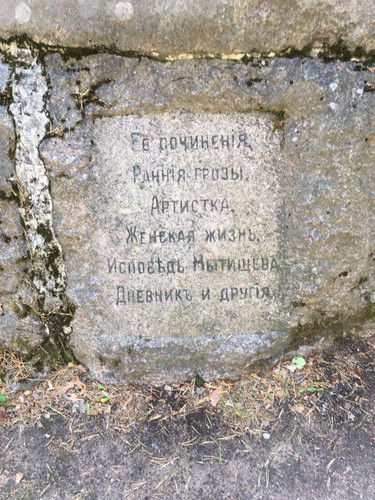 Ея сочиненія,
Раннія грозы.
Артистка.
Женская жизнь.
Исповѣдь Мытищева
Дневникъ и другія.